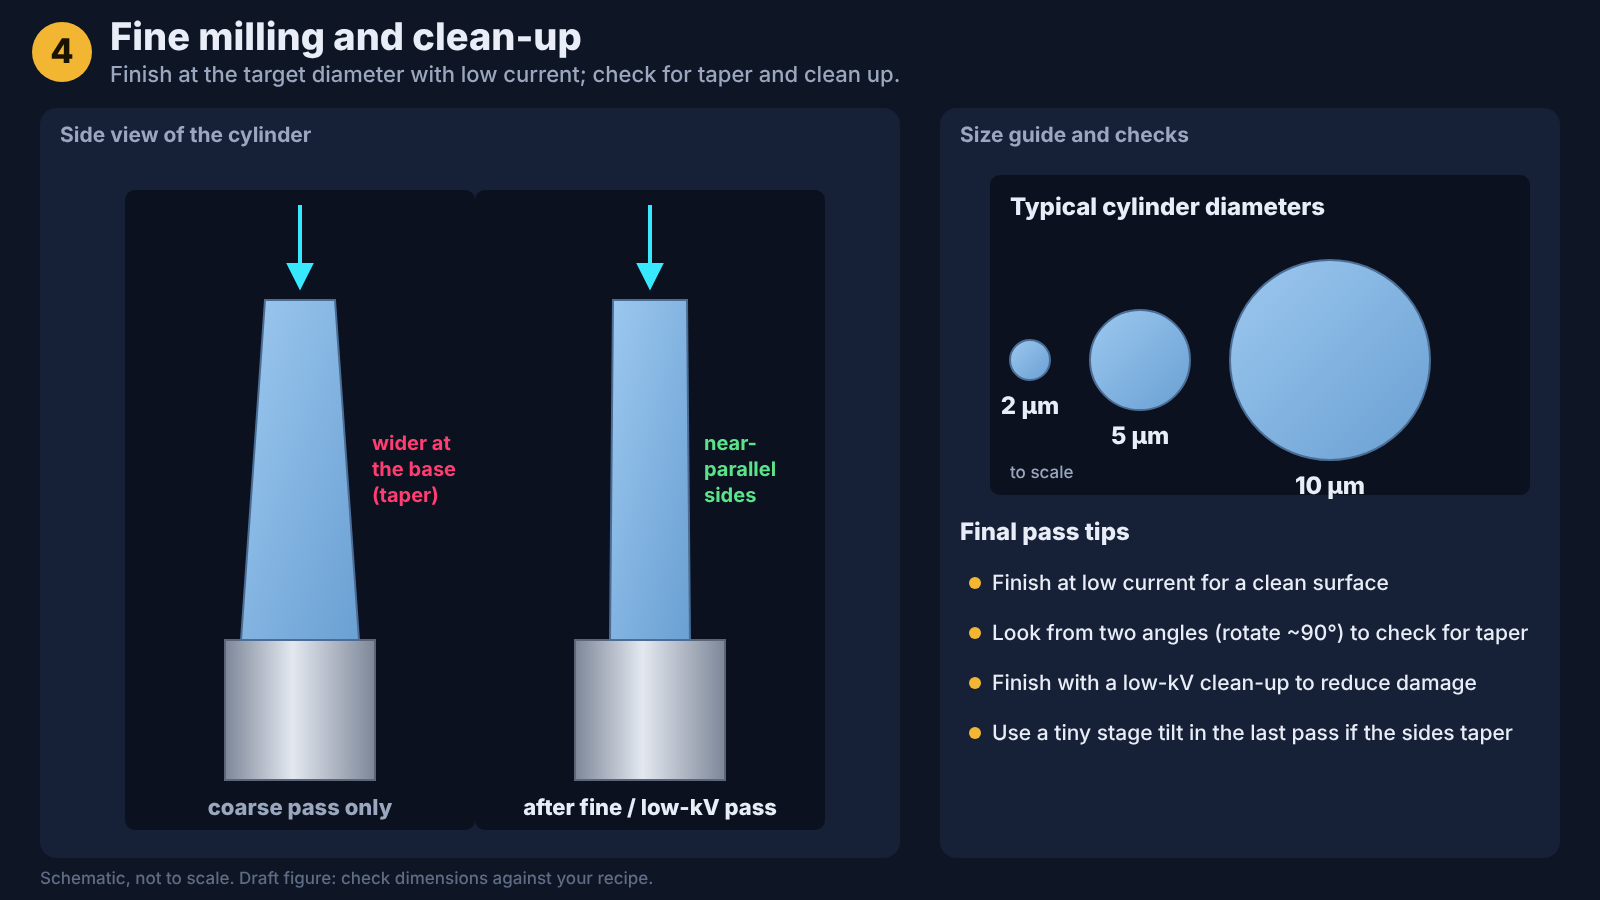 4
Fine milling and clean-up
Finish at the target diameter with low current; check for taper and clean up.
Side view of the cylinder
wider at
the base
(taper)
near-
parallel
sides
coarse pass only
after fine / low-kV pass
Size guide and checks
Typical cylinder diameters
2 µm
5 µm
to scale
10 µm
Final pass tips
Finish at low current for a clean surface
Look from two angles (rotate ~90°) to check for taper
Finish with a low-kV clean-up to reduce damage
Use a tiny stage tilt in the last pass if the sides taper
Schematic, not to scale. Draft figure: check dimensions against your recipe.